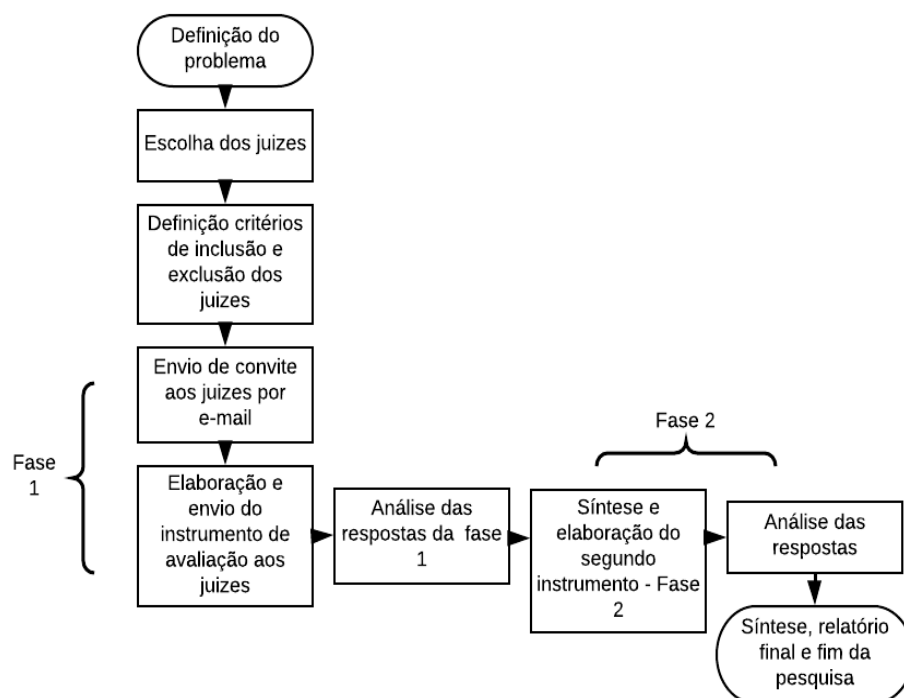 Definição do
problema
Escolha dos juizes
Definição critérios
de inclusão e
exclusão dos
juizes
Envio de convite
aos juizes por
e-mail
Fase
1
Elaboração e
envio do
instrumento de
avaliação aos
juizes
Análise das
respostas da fase
1
Fase 2
Síntese e
elaboração do
segundo
instrumento - Fase
2
Análise das
respostas
Síntese, relatório
final e fim da
pesquisa